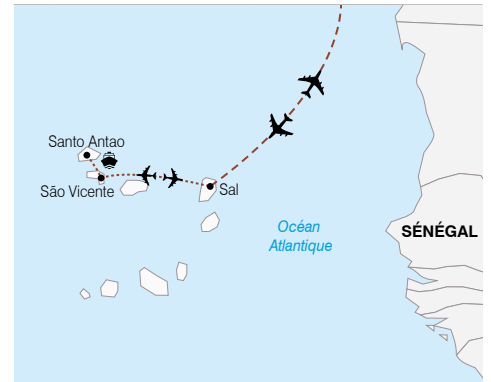 Santo Antao
São Vicente
Sal
Océan
Atlantique
SÉNÉGAL